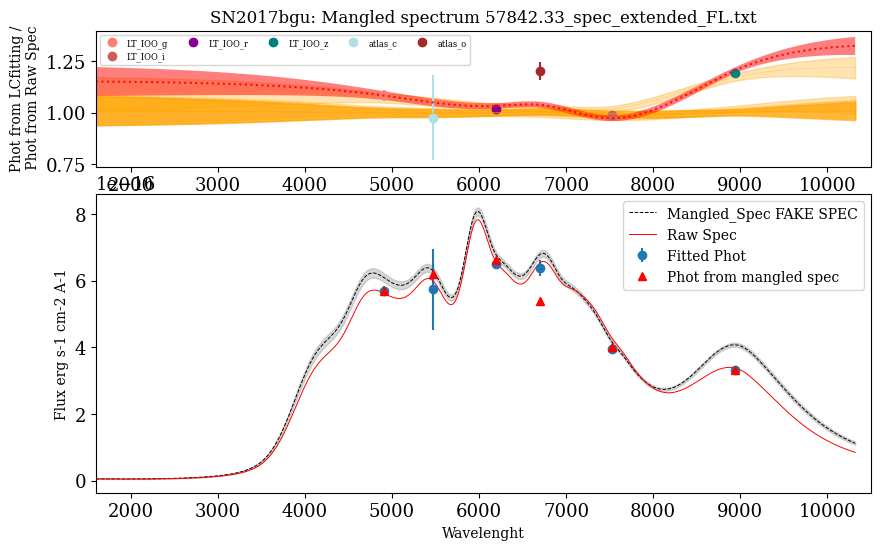 SN2017bgu: Mangled spectrum 57842.33_spec_extended_FL.txt
Phot from LCfitting /
Phot from Raw Spec
LT_IOO_g LT_IOO_r LT_IOO_z atlas_c atlas_o
LT_IOO_i
1.25
1.00
0.75
2000 3000 4000 5000 6000 7000 8000 9000 10000
Flux erg s-1 cm-2 A-1
8
6
4
2
0
Mangled_Spec FAKE SPEC
Raw Spec
Fitted Phot
Phot from mangled spec
2000 3000 4000 5000 6000 7000 8000 9000 10000
Wavelenght